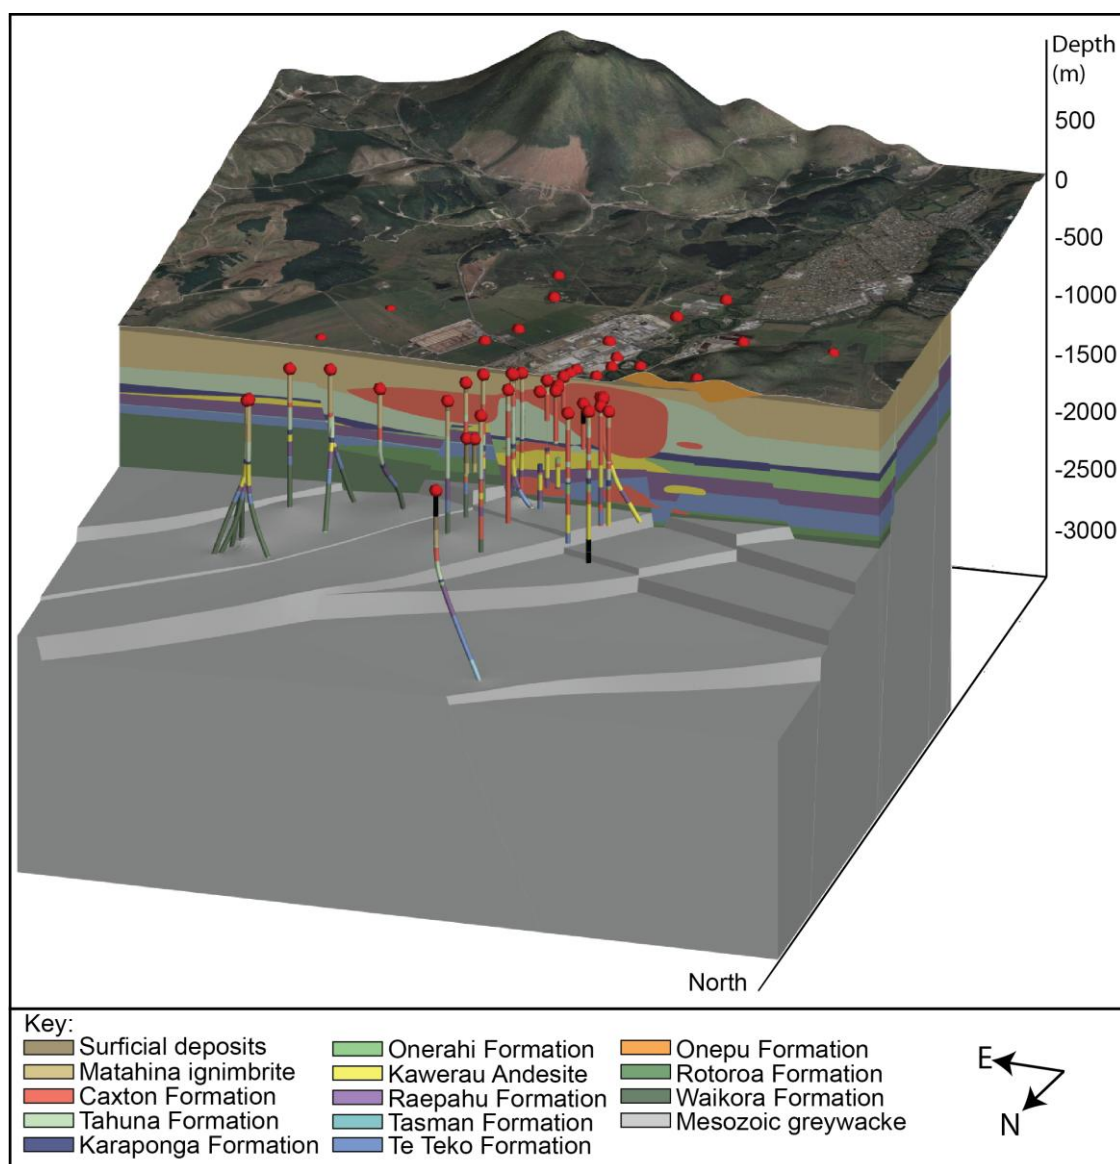 Depth
(m)
500
0
-500
-1000
-1500
-2000
-2500
-3000
North
Key:
Surficial deposits
Matahina ignimbrite
Caxton Formation
Tahuna Formation
Karaponga Formation
Onerahi Formation
Kawerau Andesite
Raepahu Formation
Tasman Formation
Te Teko Formation
Onepu Formation
Rotoroa Formation
Waikora Formation
Mesozoic greywacke
E
N